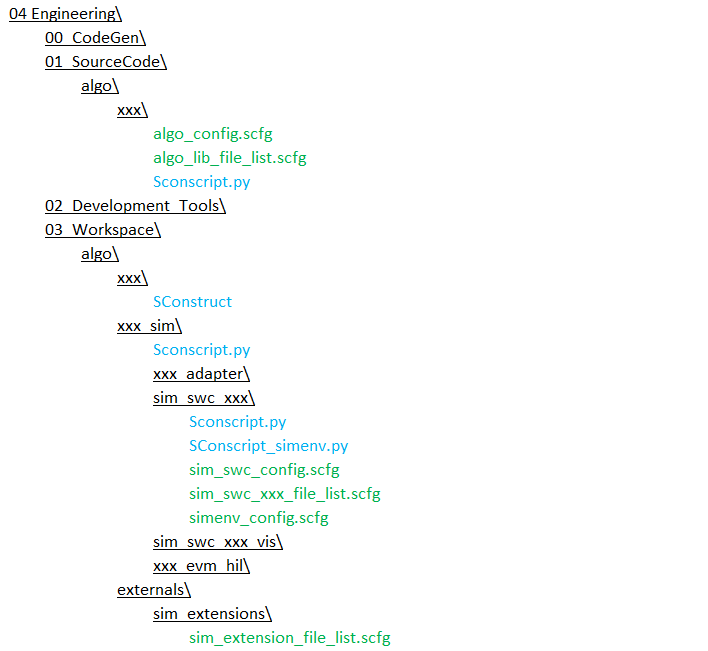 04 Engineering\
00_CodeGen\
01_SourceCode\
algo\
xxx\
algo_config.scfg
algo_lib_file_list.scfg
Sconscript.py
02_Development_Tools\
03_Workspace\
algo\
xxx\
SConstruct
xxx_sim\
Sconscript.py
xxx_adapter\
sim_swc_xxx\
Sconscript.py
SConscript_simenv.py
sim_swc_config.scfg
sim_swc_xxx_file_list.scfg
simenv_config.scfg
sim_swc_xxx_vis\
xxx_evm_hil\
externals\
sim_extensions\
sim_extension_file_list.scfg